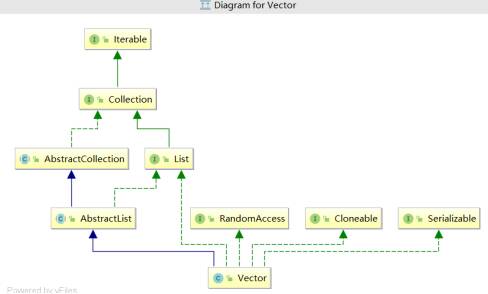 Diagram for Vector
I Iterable
I Collection
C AbstractCollection
I List
C AbstractList
I RandomAccess
I Cloneable
I Serializable
C Vector
Powered by yFiles